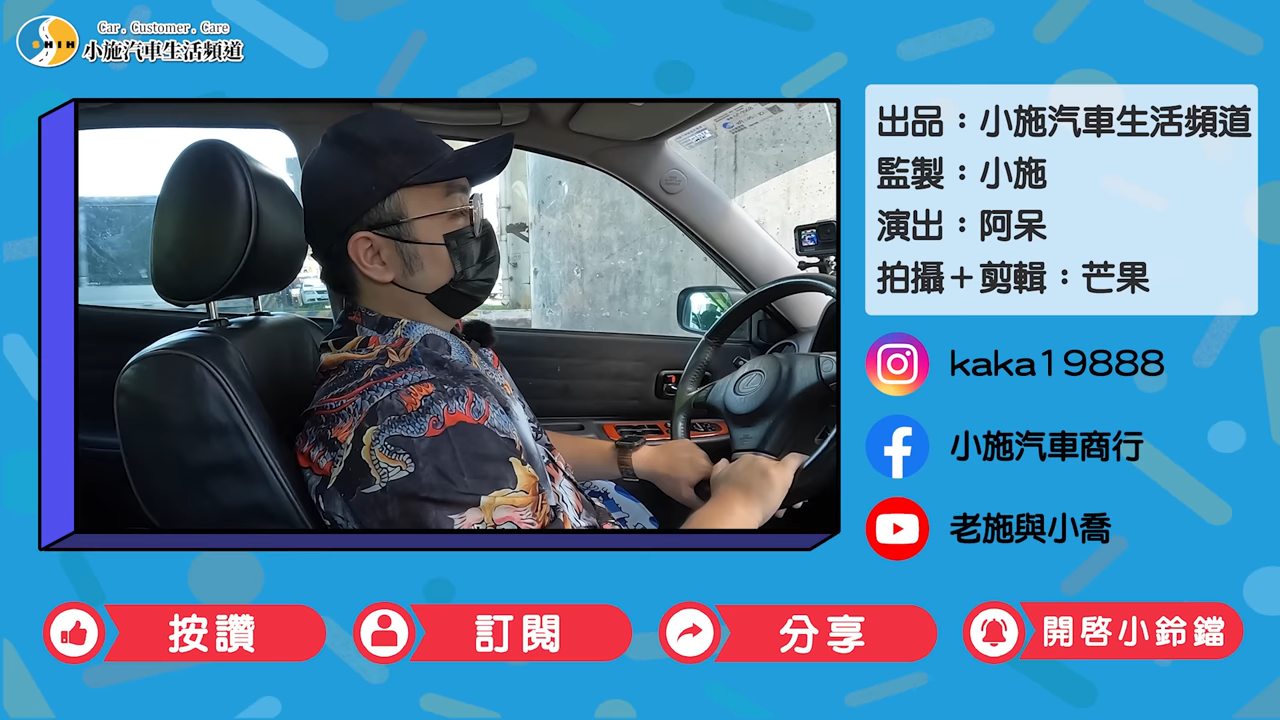 Car. Customer. Care
SHIH
小施汽車生活頻道
出品：小施汽車生活頻道
監製：小施
演出：阿呆
拍攝＋剪輯：芒果
kaka19888
小施汽車商行
老施與小喬
按讚
訂閱
分享
開啓小鈴鐺